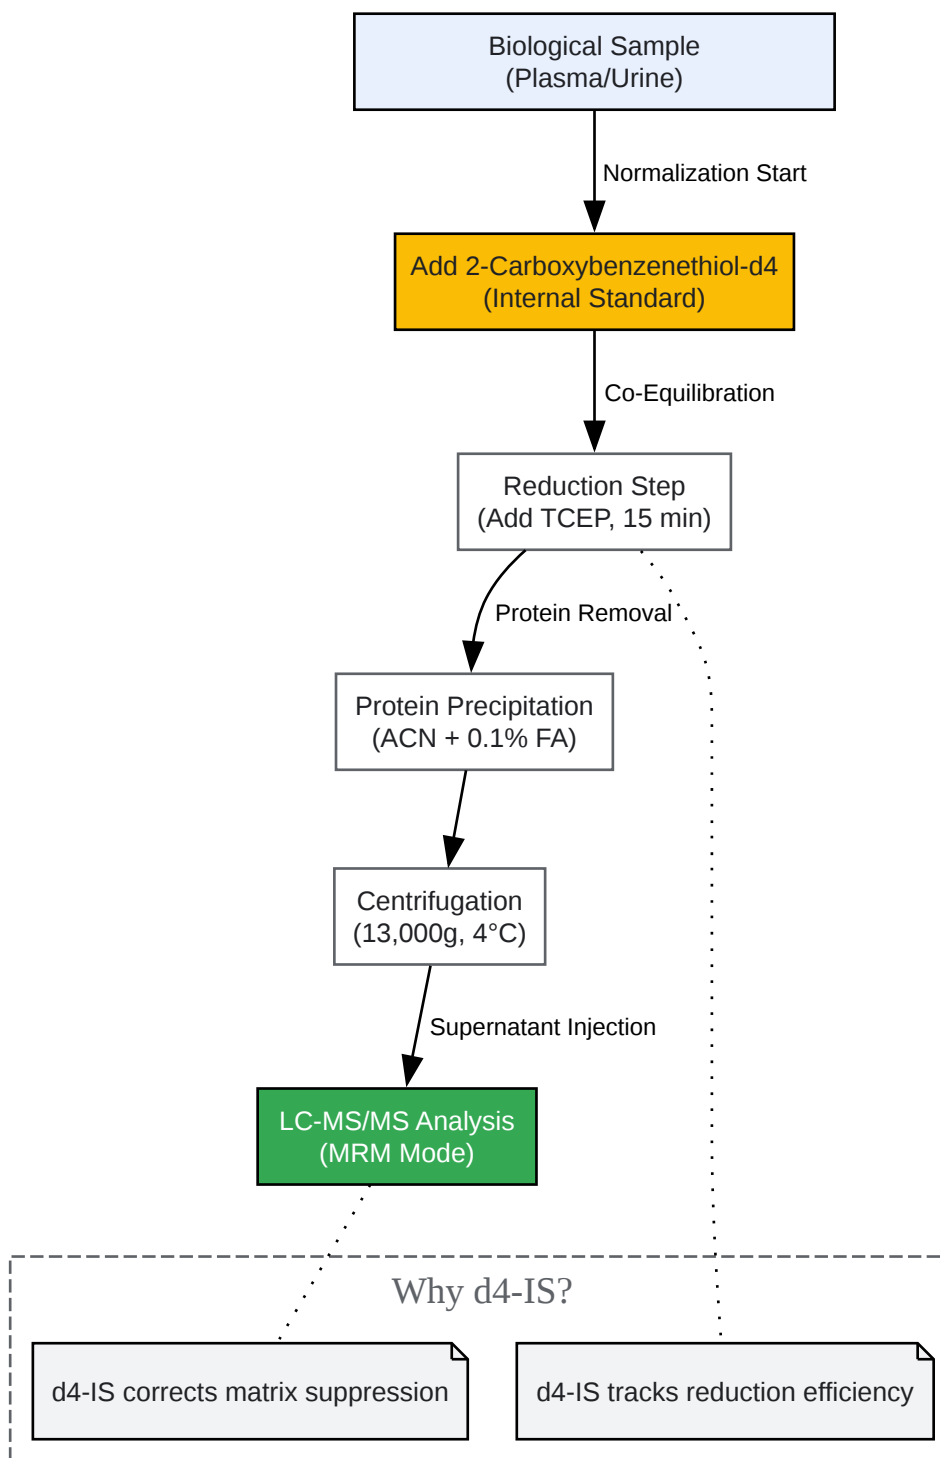 Biological Sample
(Plasma/Urine)
Normalization Start
Add 2-Carboxybenzenethiol-d4
(Internal Standard)
Co-Equilibration
Reduction Step
(Add TCEP, 15 min)
Protein Removal
Protein Precipitation
(ACN + 0.1% FA)
Centrifugation
(13,000g, 4°C)
Supernatant Injection
LC-MS/MS Analysis
(MRM Mode)
Why d4-IS?
d4-IS corrects matrix suppression
d4-IS tracks reduction efficiency